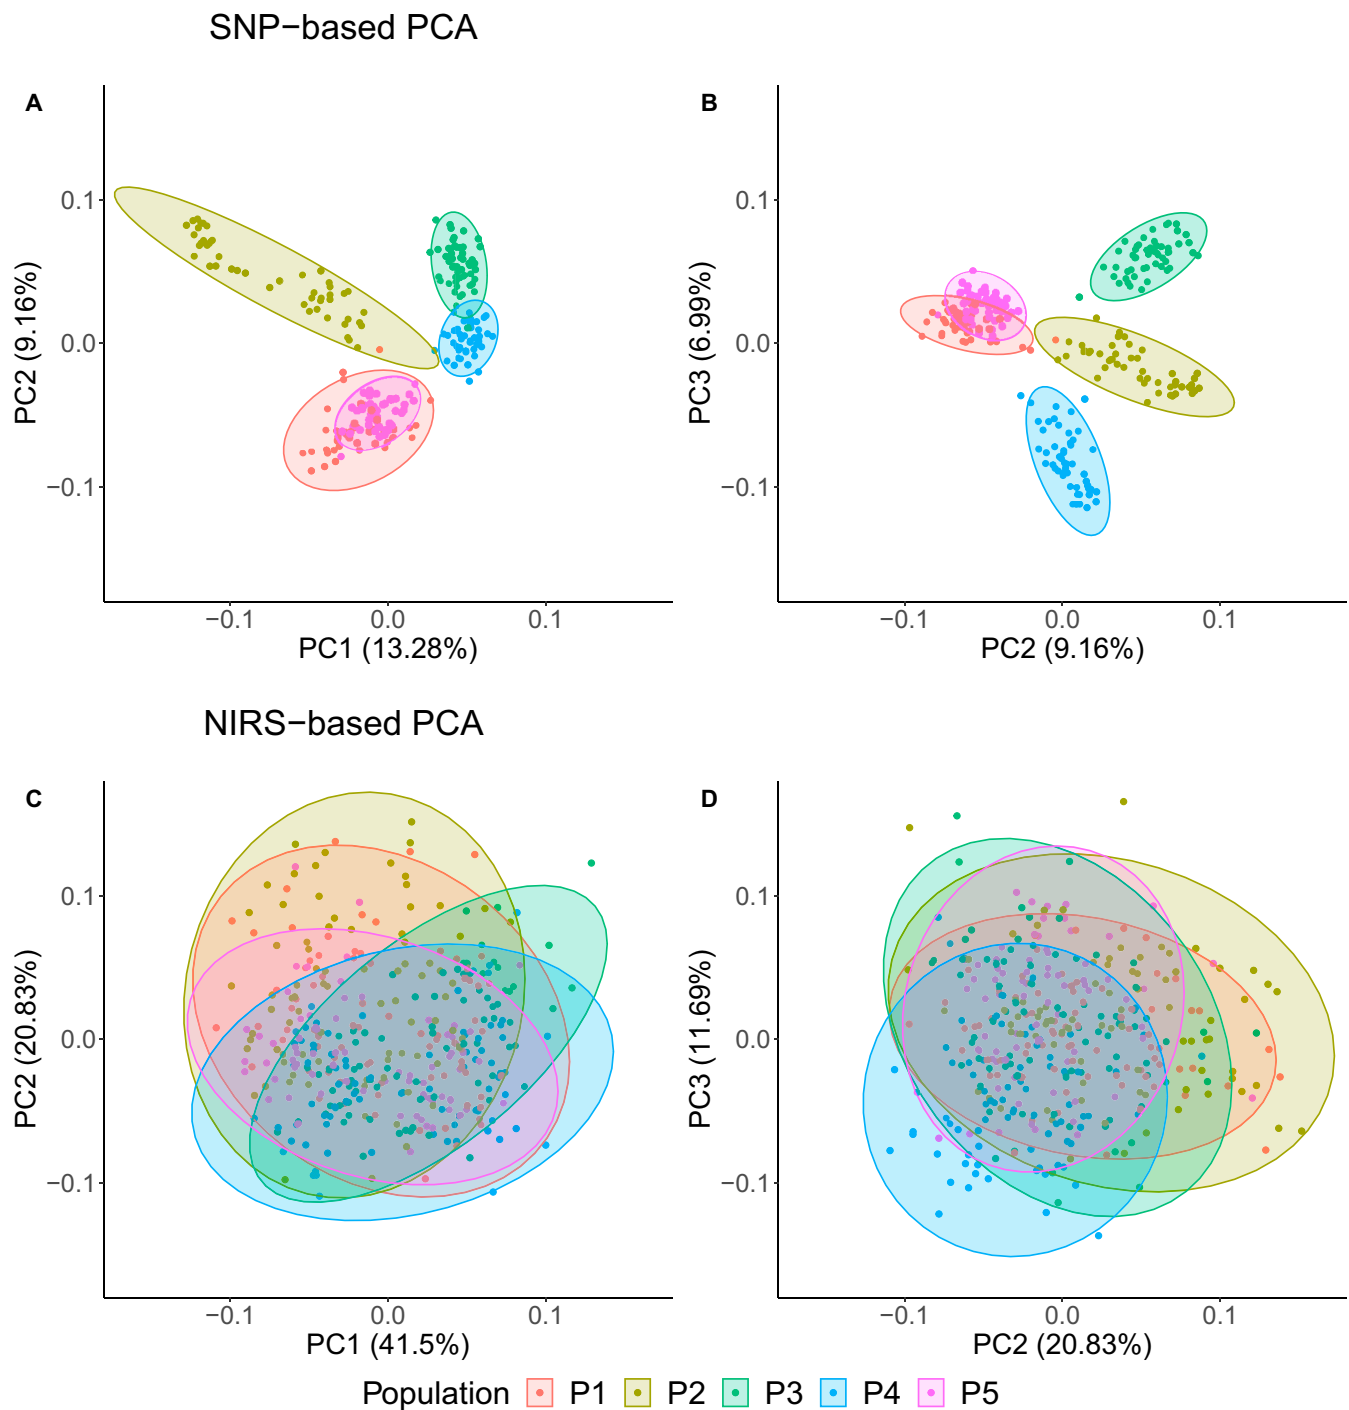 SNP−based PCA
A
B
0.1
0.0
−0.1
PC2 (9.16%)
−0.1
0.0
0.1
PC1 (13.28%)
0.1
0.0
−0.1
PC3 (6.99%)
−0.1
0.0
0.1
PC2 (9.16%)
NIRS−based PCA
C
D
0.1
0.0
−0.1
PC2 (20.83%)
−0.1
0.0
0.1
PC1 (41.5%)
0.1
0.0
−0.1
PC3 (11.69%)
−0.1
0.0
0.1
PC2 (20.83%)
Population P1 P2 P3 P4 P5